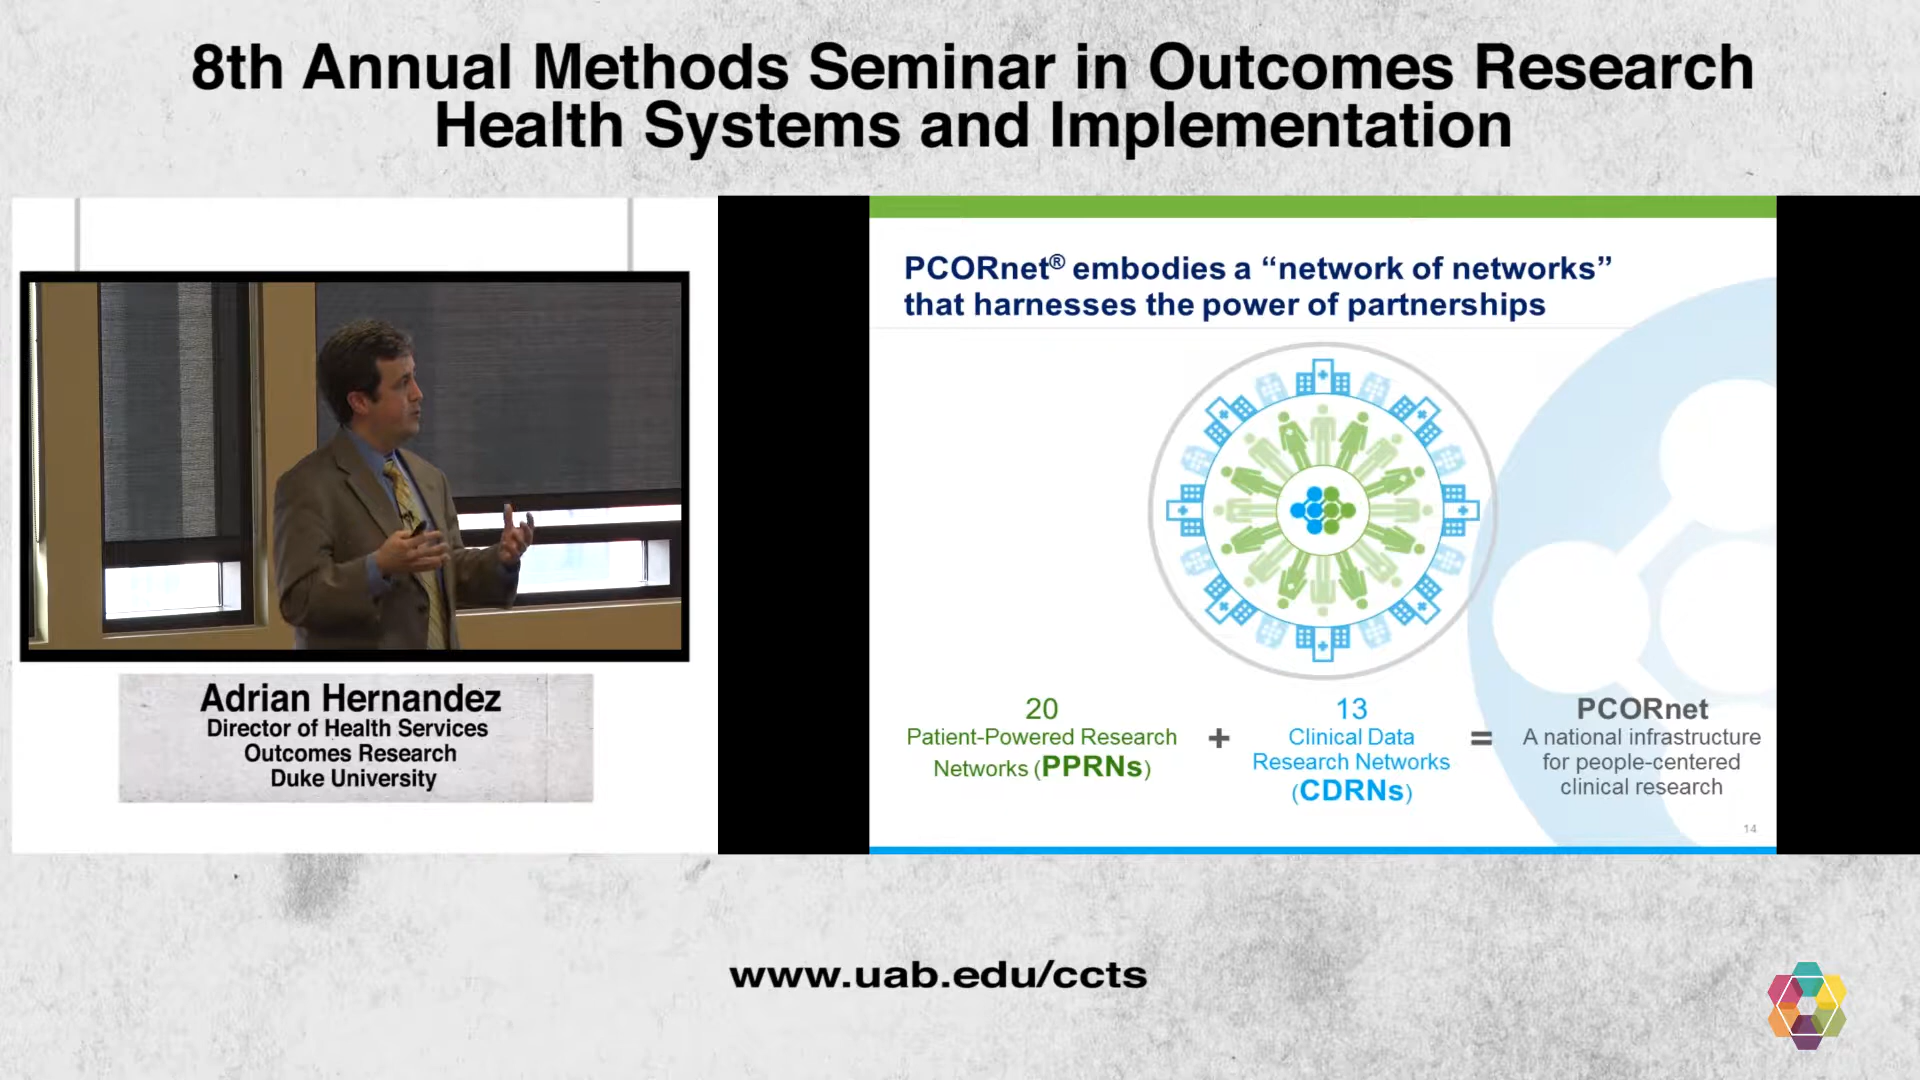 8th Annual Methods Seminar in Outcomes Research
Health Systems and Implementation
PCORnet® embodies a “network of networks”
that harnesses the power of partnerships
20
Patient-Powered Research
Networks (PPRNs)
+
13
Clinical Data
Research Networks
(CDRNs)
=
PCORnet
A national infrastructure
for people-centered
clinical research
14
Adrian Hernandez
Director of Health Services
Outcomes Research
Duke University
www.uab.edu/ccts